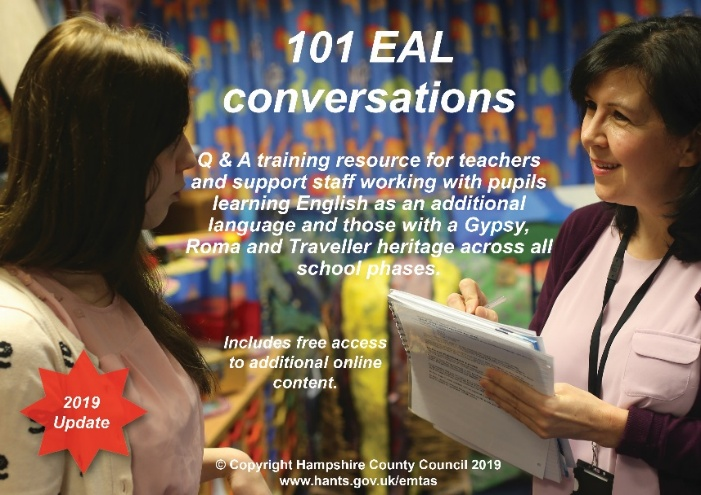 101 EAL
conversations
Q & A training resource for teachers
and support staff working with pupils
learning English as an additional
language and those with a Gypsy,
Roma and Traveller heritage across all
school phases.
Includes free access
to additional online
content.
2019
Update
© Copyright Hampshire County Council 2019
www.hants.gov.uk/emtas